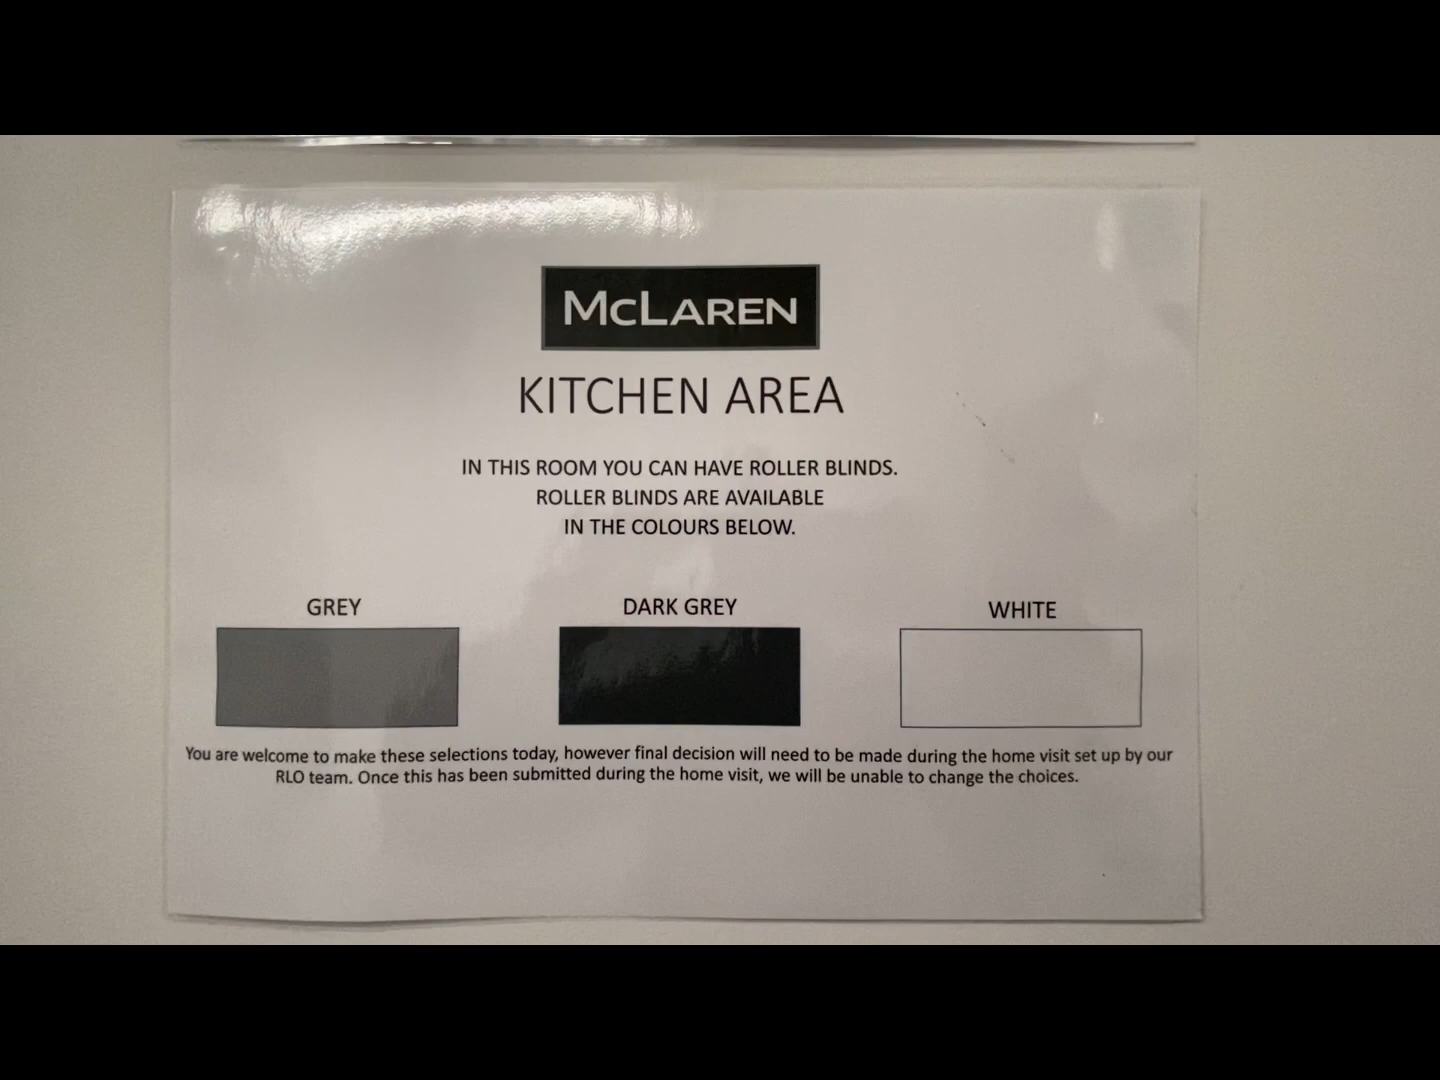 McLAREN
KITCHEN AREA
IN THIS ROOM YOU CAN HAVE ROLLER BLINDS.
ROLLER BLINDS ARE AVAILABLE
IN THE COLOURS BELOW.
GREY
DARK GREY
WHITE
You are welcome to make these selections today, however final decision will need to be made during the home visit set up by our
RLO team. Once this has been submitted during the home visit, we will be unable to change the choices.